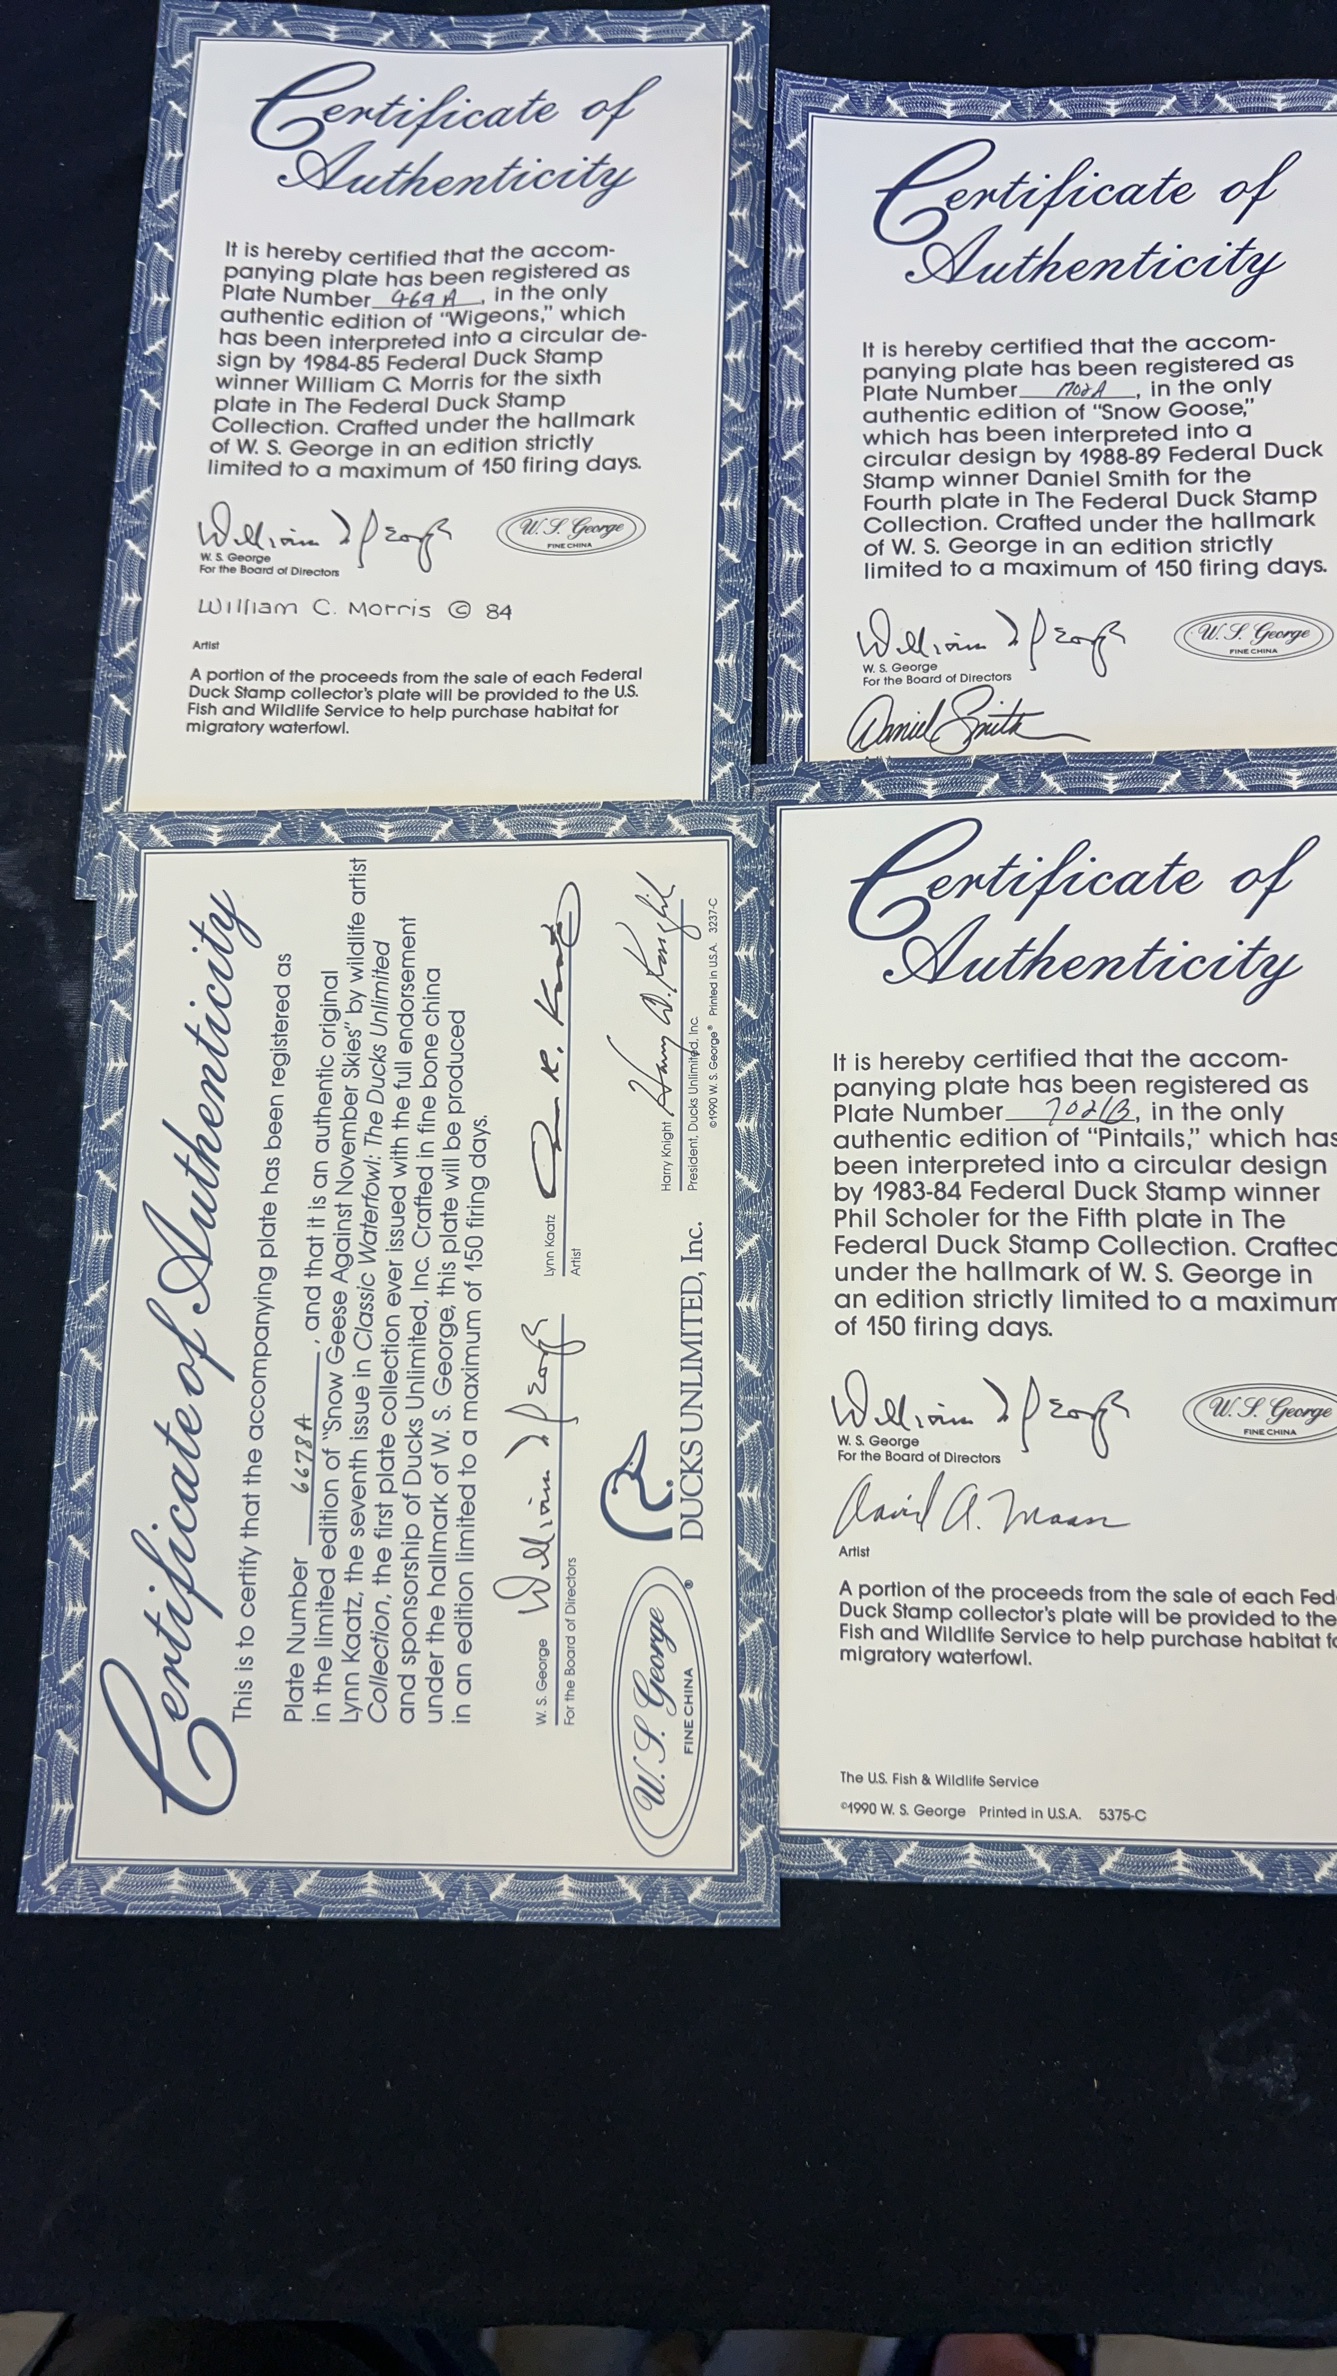 Certificate of
Authenticity
It is hereby certified that the accom-
panying plate has been registered as
Plate Number 469 A, in the only
authentic edition of "Wigeons," which
has been interpreted into a circular de-
sign by 1984-85 Federal Duck Stamp
winner William C. Morris for the sixth
plate in The Federal Duck Stamp
Collection. Crafted under the hallmark
of W. S. George in an edition strictly
limited to a maximum of 150 firing days.
W. S. George
For the Board of Directors
W. S. George
FINE CHINA
William C. Morris © 84
Artist
A portion of the proceeds from the sale of each Federal
Duck Stamp collector's plate will be provided to the U.S.
Fish and Wildlife Service to help purchase habitat for
migratory waterfowl.
Certificate of
Authenticity
It is hereby certified that the accom-
panying plate has been registered as
Plate Number , in the only
authentic edition of "Snow Goose,"
which has been interpreted into a
circular design by 1988-89 Federal Duck
Stamp winner Daniel Smith for the
Fourth plate in The Federal Duck Stamp
Collection. Crafted under the hallmark
of W. S. George in an edition strictly
limited to a maximum of 150 firing days.
W. S. George
For the Board of Directors
W. S. George
FINE CHINA
Daniel Smith
Certificate of Authenticity
This is to certify that the accompanying plate has been registered as
Plate Number 6678 A, and that it is an authentic original
in the limited edition of "Snow Geese Against November Skies" by wildlife artist
Lynn Kaatz, the seventh issue in Classic Waterfowl: The Ducks Unlimited
Collection, the first plate collection ever issued with the full endorsement
and sponsorship of Ducks Unlimited, Inc. Crafted in fine bone china
under the hallmark of W. S. George, this plate will be produced
in an edition limited to a maximum of 150 firing days.
W. S. George
For the Board of Directors
Lynn Kaatz
Artist
W. S. George®
FINE CHINA
DUCKS UNLIMITED, Inc.
Harry Knight Harry D. Knight
President, Ducks Unlimited, Inc.
©1990 W. S. George® Printed in U.S.A. 3237-C
Certificate of
Authenticity
It is hereby certified that the accom-
panying plate has been registered as
Plate Number , in the only
authentic edition of "Pintails," which has
been interpreted into a circular design
by 1983-84 Federal Duck Stamp winner
Phil Scholer for the Fifth plate in The
Federal Duck Stamp Collection. Crafted
under the hallmark of W. S. George in
an edition strictly limited to a maximum
of 150 firing days.
W. S. George
For the Board of Directors
W. S. George
FINE CHINA
David A. Maass
Artist
A portion of the proceeds from the sale of each Fed
Duck Stamp collector's plate will be provided to the
Fish and Wildlife Service to help purchase habitat fo
migratory waterfowl.
The U.S. Fish & Wildlife Service
©1990 W. S. George Printed in U.S.A. 5375-C